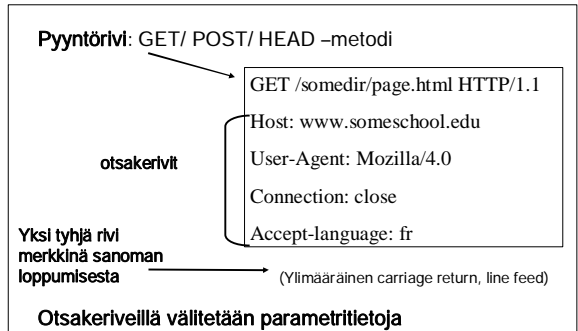 Pyyntörivi: GET/ POST/ HEAD –metodi
GET /somedir/page.html HTTP/1.1
Host: www.someschool.edu
User-Agent: Mozilla/4.0
otsakerivit
Connection: close
Accept-language: fr
Yksi tyhjä rivi
merkkinä sanoman
loppumisesta
(Ylimääräinen carriage return, line feed)
Otsakeriveillä välitetään parametritietoja